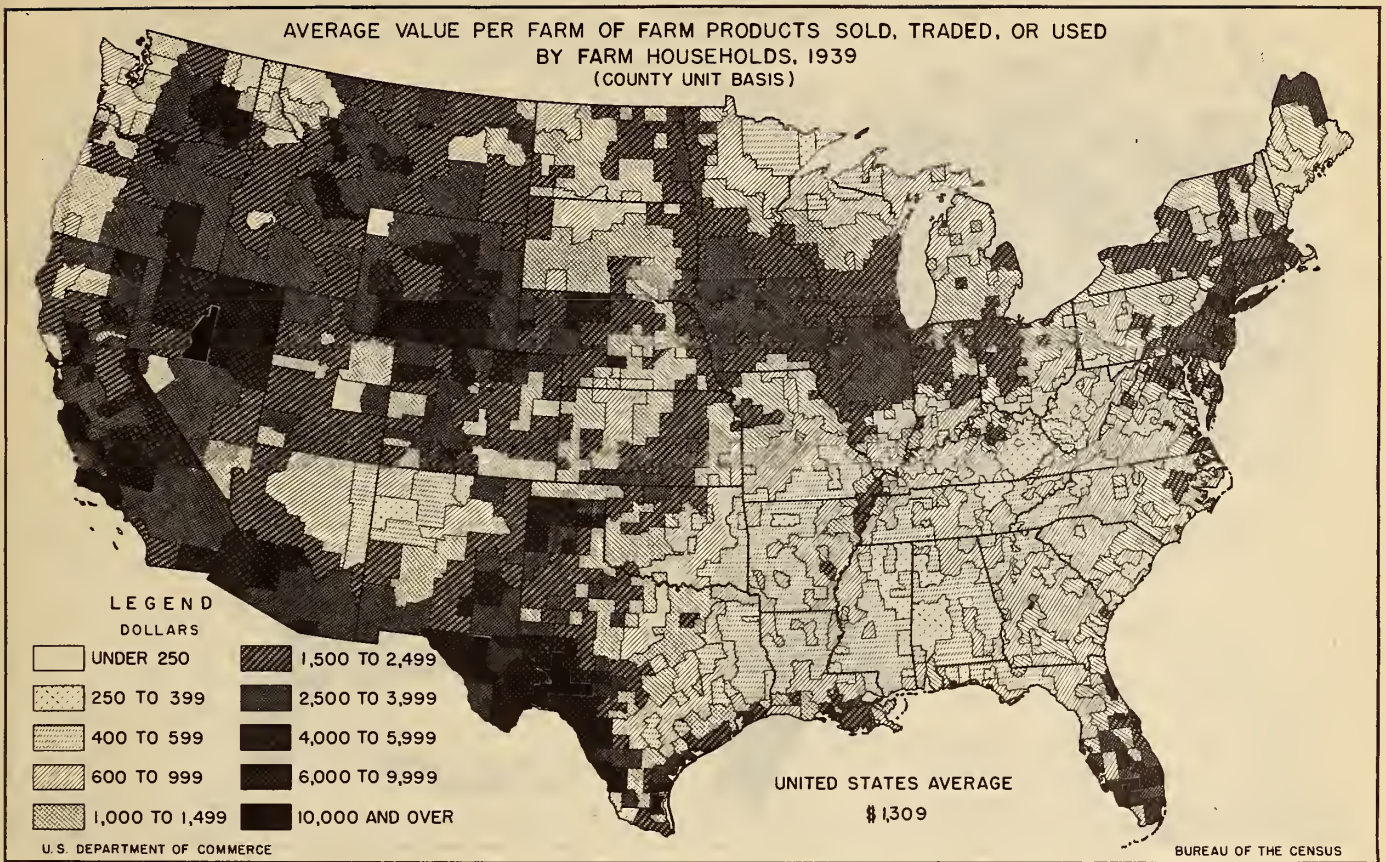 AVERAGE VALUE PER FARM OF FARM PRODUCTS SOLD, TRADED, OR USED
BY FARM HOUSEHOLDS, 1939
(COUNTY UNIT BASIS)
LEGEND
DOLLARS
UNDER 250
250 TO 399
400 TO 599
600 TO 999
1,000 TO 1,499
1,500 TO 2,499
2,500 TO 3,999
4,000 TO 5,999
6,000 TO 9,999
10,000 AND OVER
UNITED STATES AVERAGE
$1,309
U. S. DEPARTMENT OF COMMERCE
BUREAU OF THE CENSUS